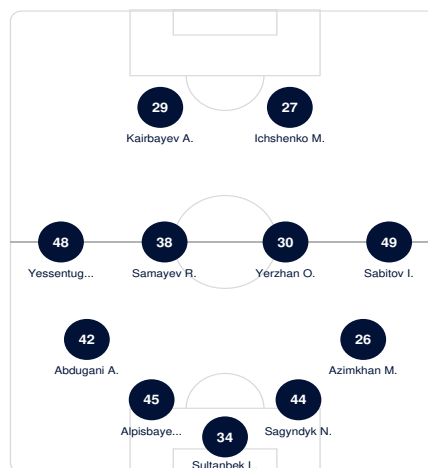 29
27
Kairbayev A.
Ichshenko M.
48
38
30
49
Yessentug...
Samayev R.
Yerzhan O.
Sabitov I.
42
26
Abdugani A.
Azimkhan M.
45
44
Alpisbaye...
Sagyndyk N.
34
Sultanbek I.